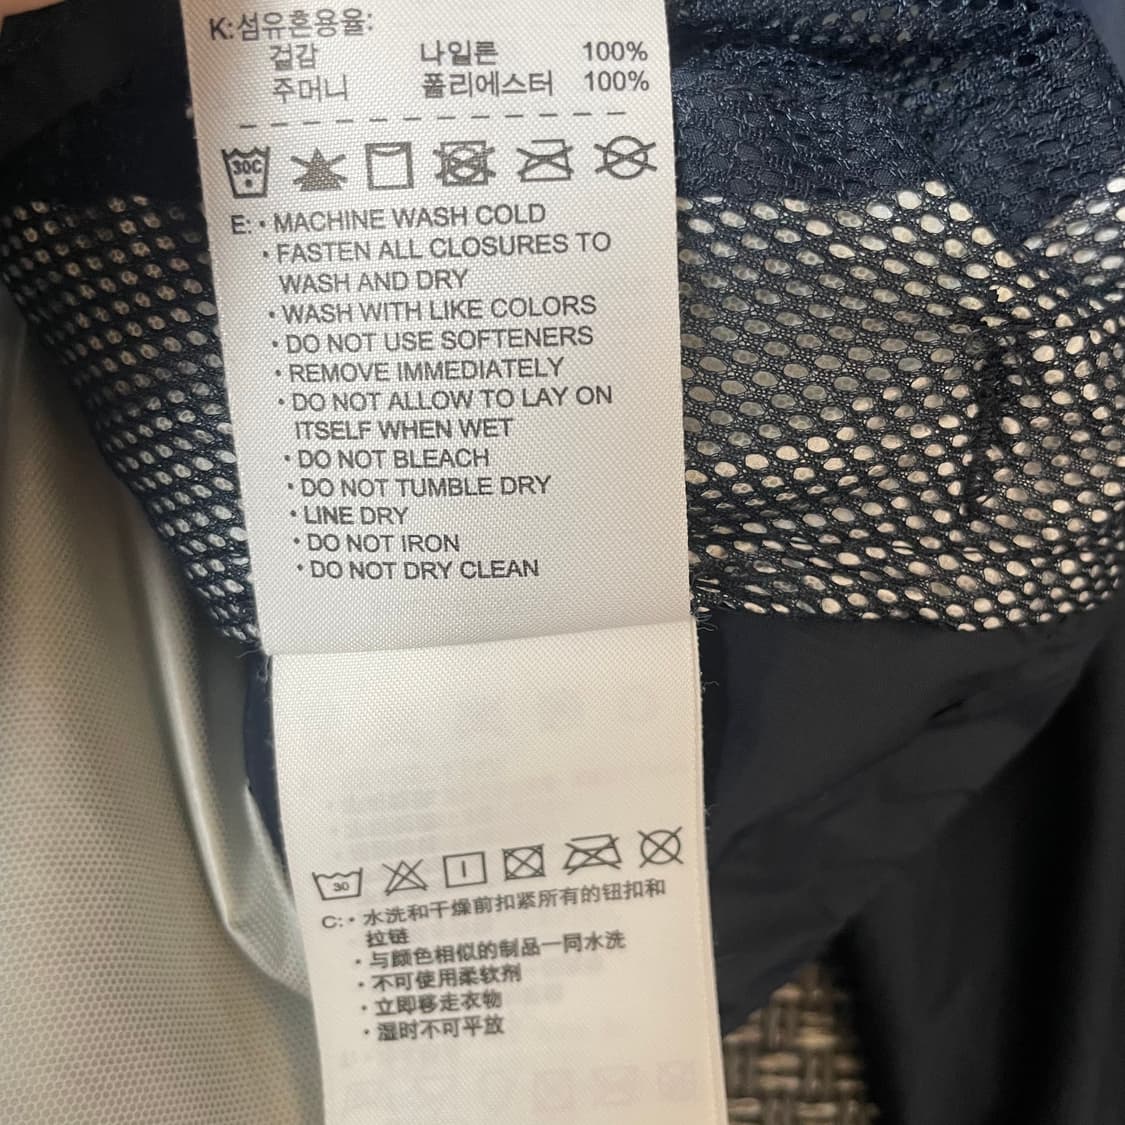 K:섬유혼용율:
겉감 나일론 100%
주머니 폴리에스터 100%
30C
E: • MACHINE WASH COLD
• FASTEN ALL CLOSURES TO
WASH AND DRY
• WASH WITH LIKE COLORS
• DO NOT USE SOFTENERS
• REMOVE IMMEDIATELY
• DO NOT ALLOW TO LAY ON
ITSELF WHEN WET
• DO NOT BLEACH
• DO NOT TUMBLE DRY
• LINE DRY
• DO NOT IRON
• DO NOT DRY CLEAN
30
C: • 水洗和干燥前扣紧所有的钮扣和
拉链
• 与颜色相似的制品一同水洗
• 不可使用柔软剂
• 立即移走衣物
• 湿时不可平放